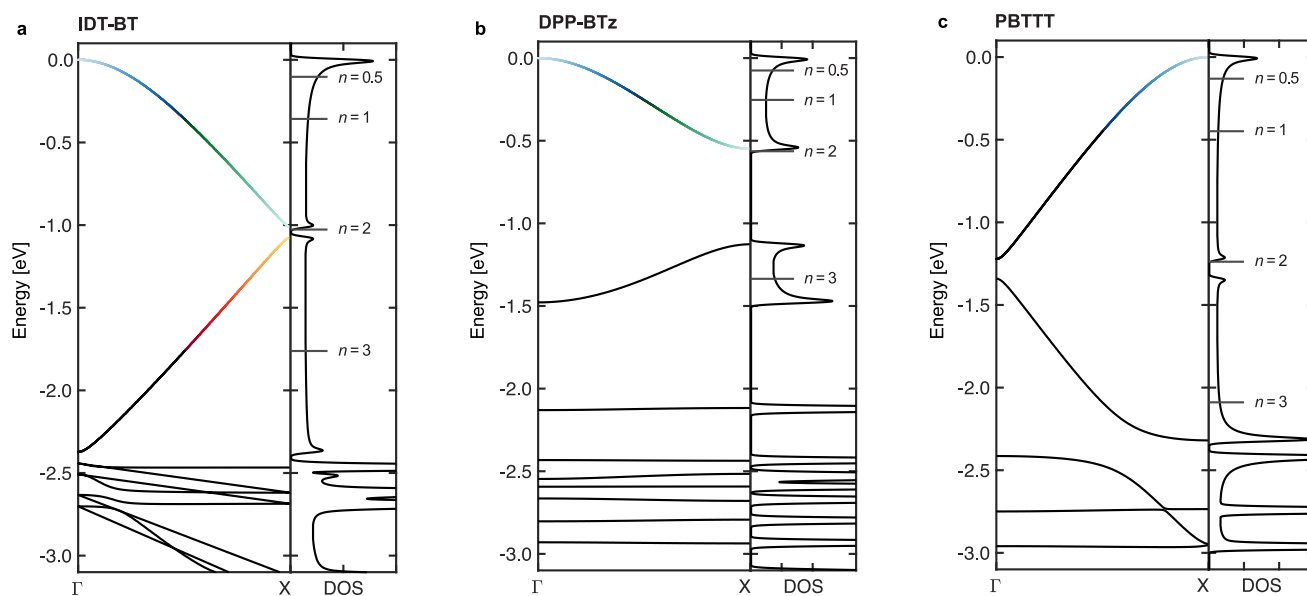 a
IDT-BT
0.0
-0.5
-1.0
-1.5
-2.0
-2.5
-3.0
Energy [eV]
n = 0.5
n = 1
n = 2
n = 3
Γ
X
DOS
b
DPP-BTz
0.0
-0.5
-1.0
-1.5
-2.0
-2.5
-3.0
Energy [eV]
n = 0.5
n = 1
n = 2
n = 3
Γ
X
DOS
c
PBTTT
0.0
-0.5
-1.0
-1.5
-2.0
-2.5
-3.0
Energy [eV]
n = 0.5
n = 1
n = 2
n = 3
Γ
X
DOS